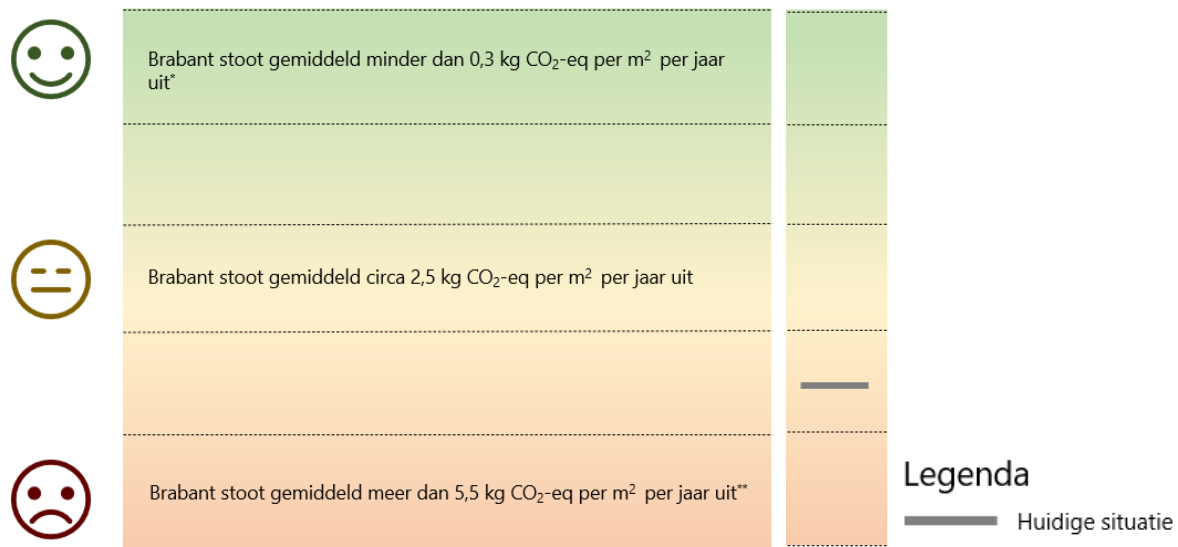 Brabant stoot gemiddeld minder dan 0,3 kg CO₂-eq per m² per jaar
uit*
Brabant stoot gemiddeld circa 2,5 kg CO₂-eq per m² per jaar uit
Brabant stoot gemiddeld meer dan 5,5 kg CO₂-eq per m² per jaar uit**
Legenda
Huidige situatie